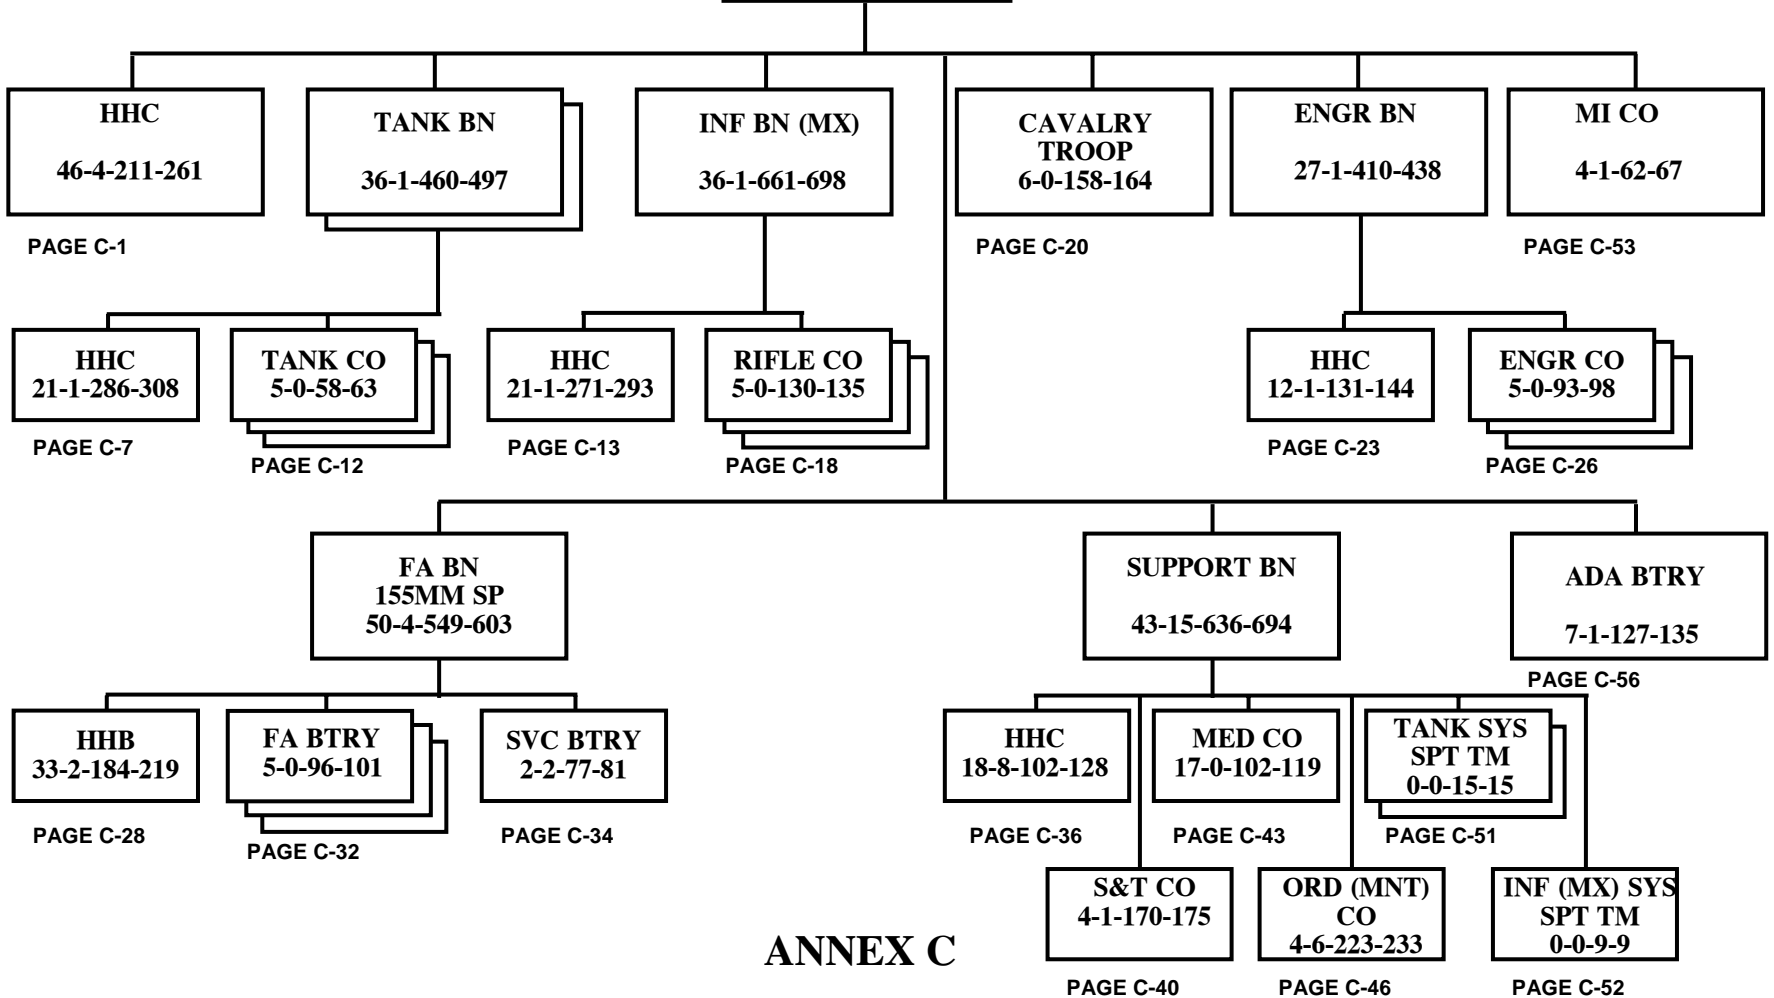 HHC
46-4-211-261
PAGE C-1
TANK BN
36-1-460-497
INF BN (MX)
36-1-661-698
CAVALRY
TROOP
6-0-158-164
PAGE C-20
ENGR BN
27-1-410-438
MI CO
4-1-62-67
PAGE C-53
HHC
21-1-286-308
PAGE C-7
TANK CO
5-0-58-63
PAGE C-12
HHC
21-1-271-293
PAGE C-13
RIFLE CO
5-0-130-135
PAGE C-18
HHC
12-1-131-144
PAGE C-23
ENGR CO
5-0-93-98
PAGE C-26
FA BN
155MM SP
50-4-549-603
SUPPORT BN
43-15-636-694
ADA BTRY
7-1-127-135
PAGE C-56
HHB
33-2-184-219
PAGE C-28
FA BTRY
5-0-96-101
PAGE C-32
SVC BTRY
2-2-77-81
PAGE C-34
HHC
18-8-102-128
PAGE C-36
MED CO
17-0-102-119
PAGE C-43
TANK SYS
SPT TM
0-0-15-15
PAGE C-51
S&T CO
4-1-170-175
PAGE C-40
ORD (MNT)
CO
4-6-223-233
PAGE C-46
INF (MX) SYS
SPT TM
0-0-9-9
PAGE C-52
ANNEX C